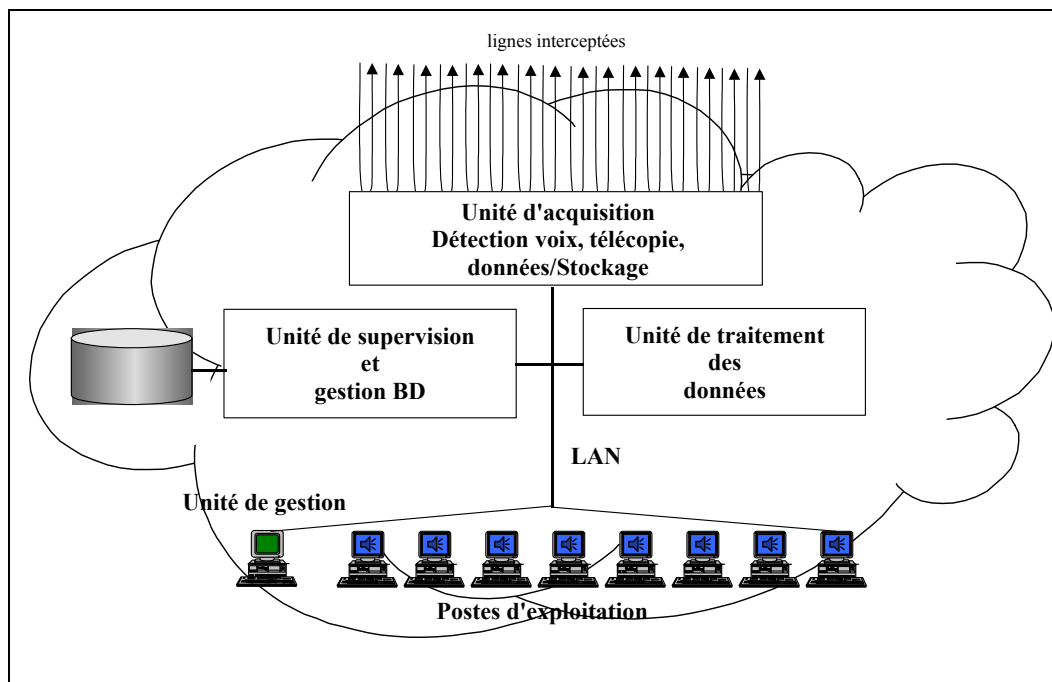 lignes interceptées
Unité d'acquisition
Détection voix, télécopie,
données/Stockage
Unité de supervision
et
gestion BD
Unité de traitement
des
données
LAN
Unité de gestion
Postes d'exploitation